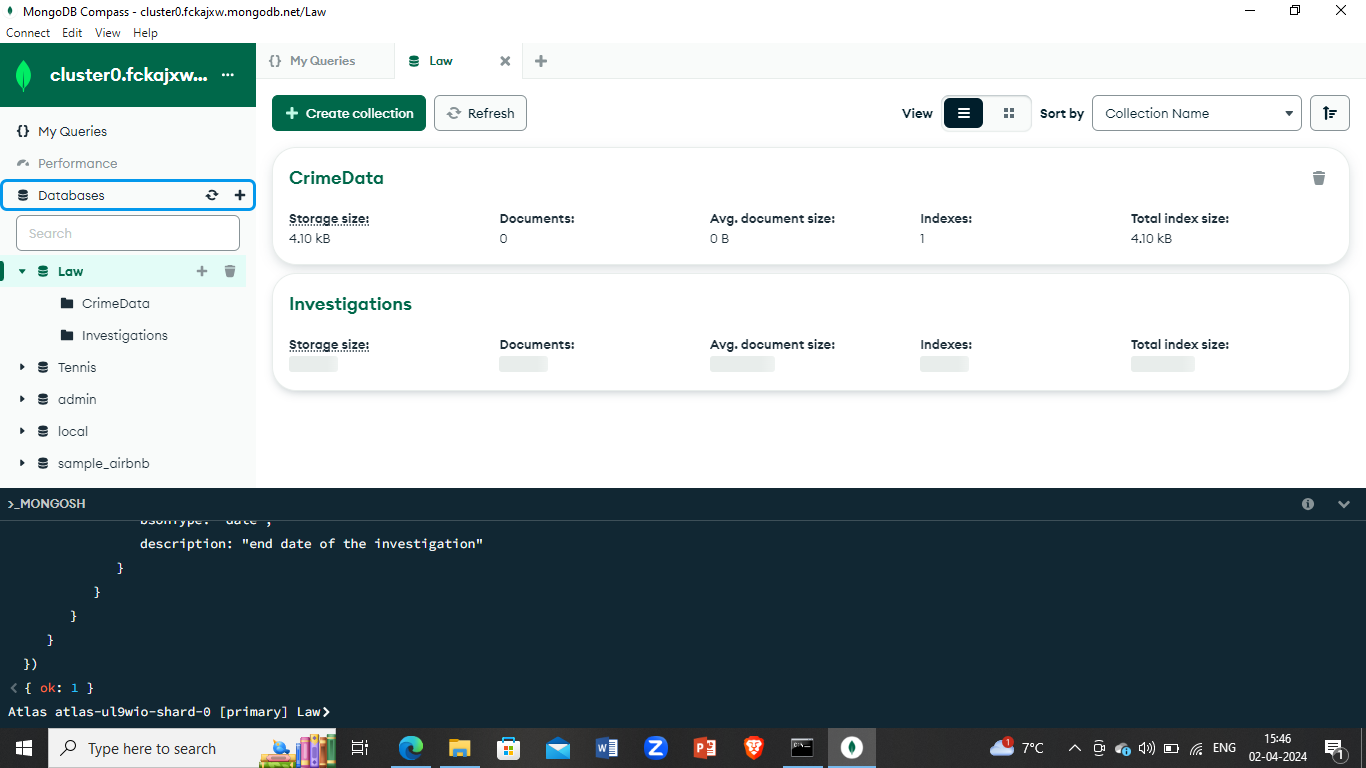 MongoDB Compass - cluster0.fckajxw.mongodb.net/Law
Connect Edit View Help
cluster0.fckajxw... ...
{} My Queries
Law
My Queries
Performance
Databases
Search
Law
CrimeData
Investigations
Tennis
admin
local
sample_airbnb
Create collection
Refresh
View
Sort by
Collection Name
CrimeData
Storage size: Documents: Avg. document size: Indexes: Total index size:
4.10 kB 0 0 B 1 4.10 kB
Investigations
Storage size: Documents: Avg. document size: Indexes: Total index size:
>_MONGOSH
bsonType: "date",
description: "end date of the investigation"
}
}
}
}
})
< { ok: 1 }
Atlas atlas-ul9wio-shard-0 [primary] Law>
Type here to search
1
7°C
ENG
15:46
02-04-2024
1